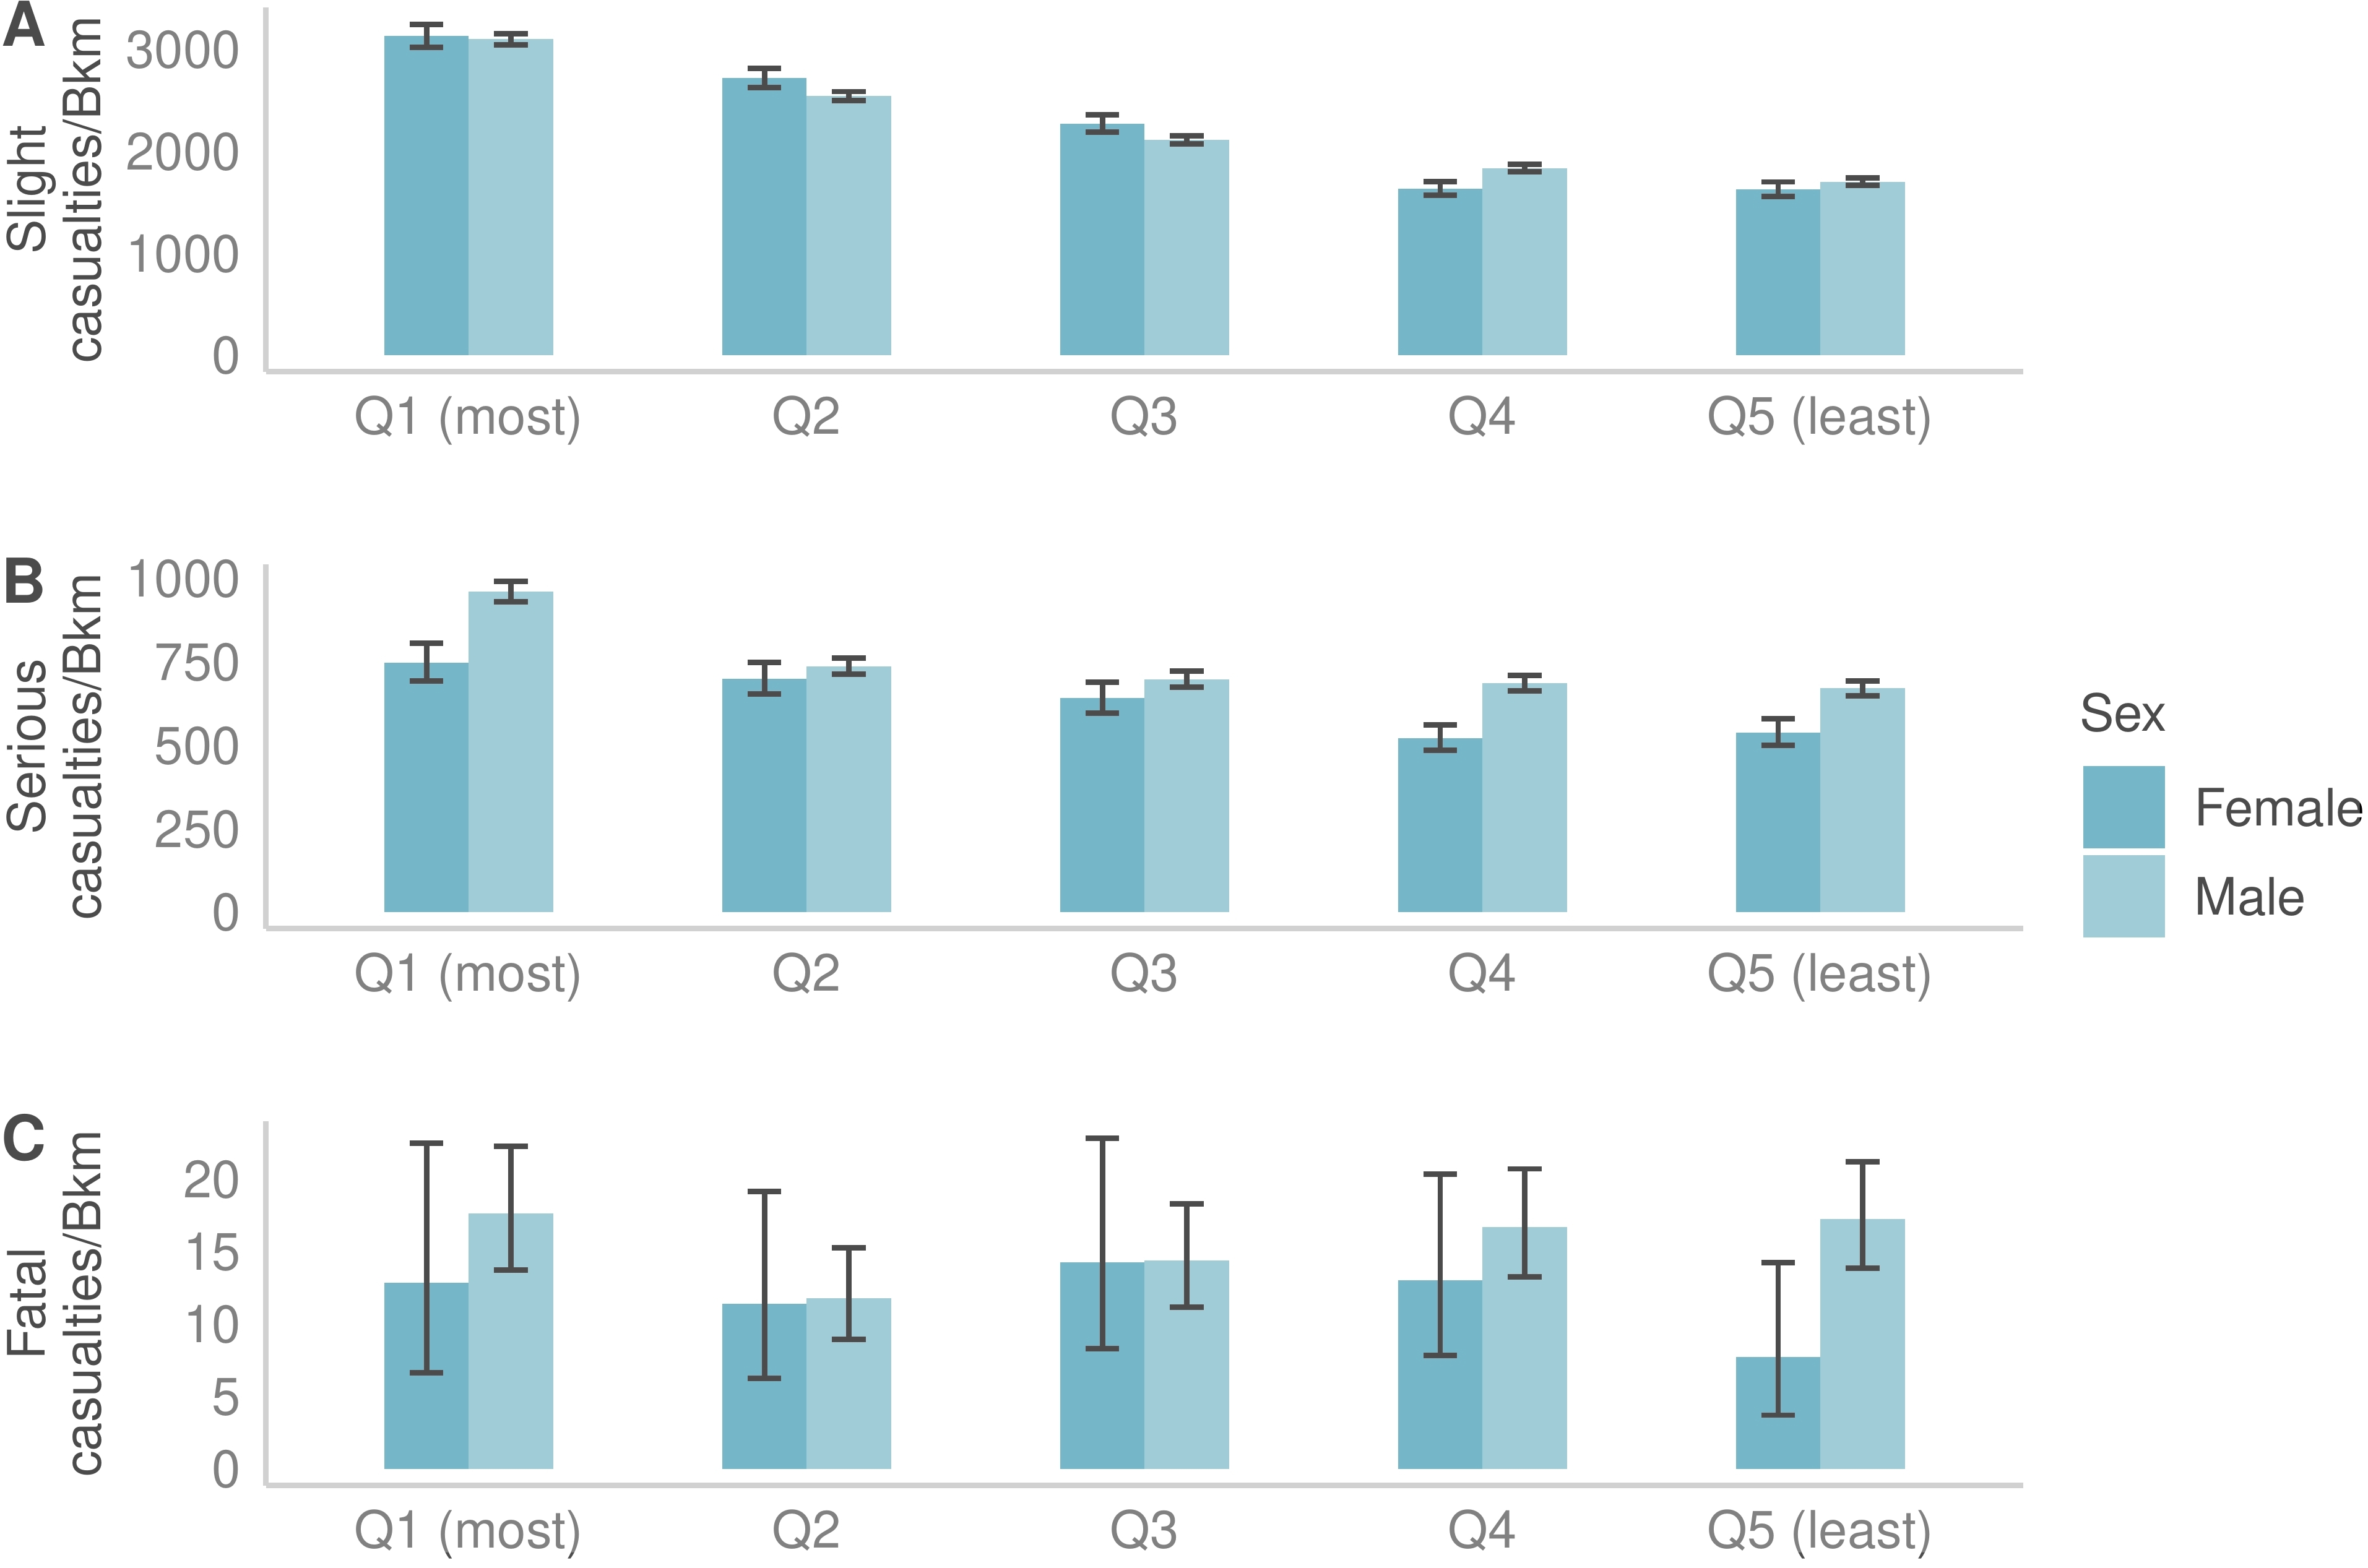 A
Slight
casualties/Bkm
3000
2000
1000
0
Q1 (most)
Q2
Q3
Q4
Q5 (least)
B
Serious
casualties/Bkm
1000
750
500
250
0
Q1 (most)
Q2
Q3
Q4
Q5 (least)
Sex
Female
Male
C
Fatal
casualties/Bkm
20
15
10
5
0
Q1 (most)
Q2
Q3
Q4
Q5 (least)